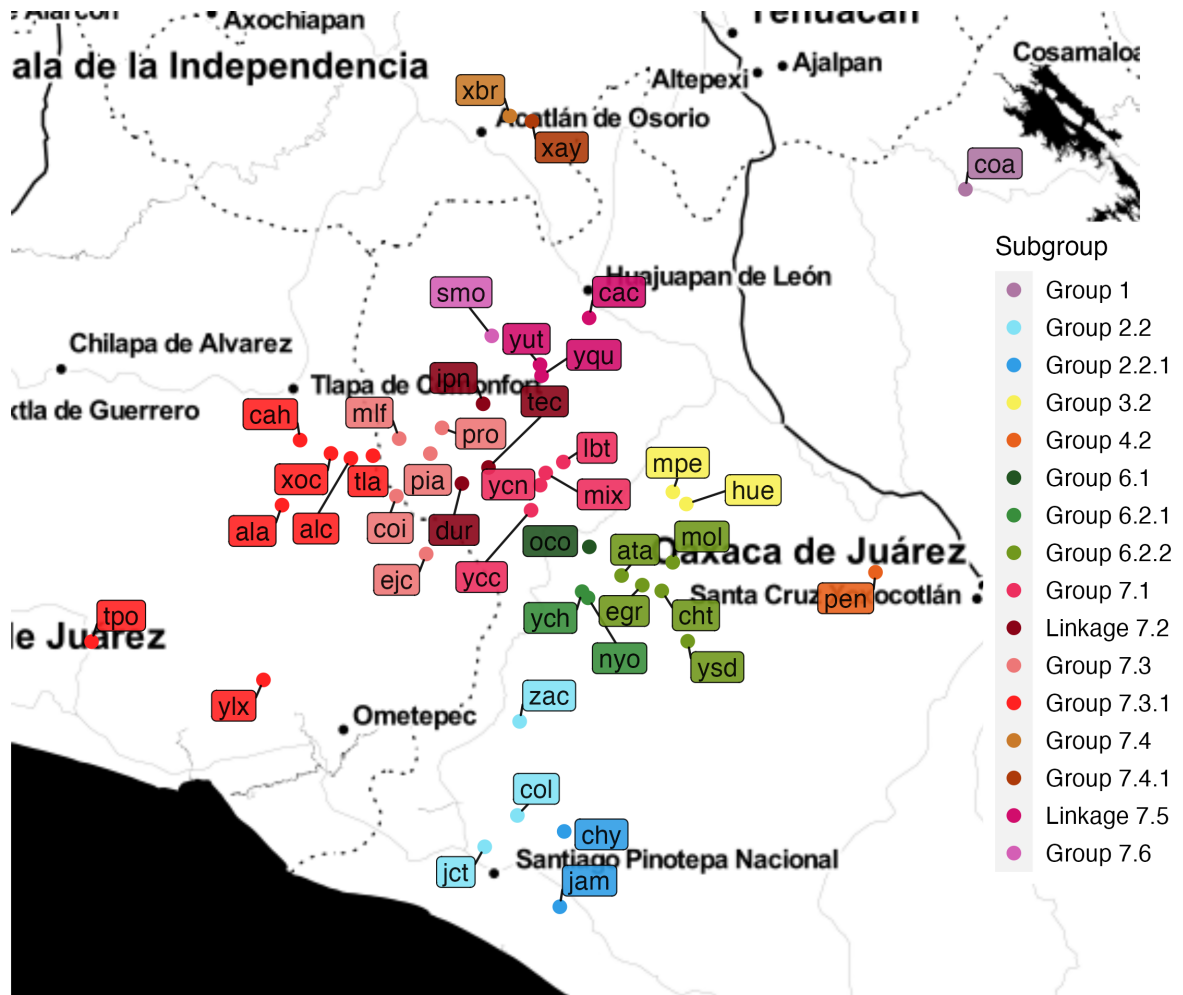 Axochiapan
Tehuacán
ala de la Independencia
Cosamaloa
Altepexi
Ajalpan
xbr
Acatlán de Osorio
xay
coa
Subgroup
Group 1
Group 2.2
Group 2.2.1
Group 3.2
Group 4.2
Group 6.1
Group 6.2.1
Group 6.2.2
Group 7.1
Linkage 7.2
Group 7.3
Group 7.3.1
Group 7.4
Group 7.4.1
Linkage 7.5
Group 7.6
Huajuapan de León
smo
cac
yut
yqu
Chilapa de Alvarez
jpn
Tlapa de Comonfort
tec
xtla de Guerrero
cah
mlf
pro
lbt
xoc
tla
pia
ycn
mix
mpe
hue
ala
alc
coi
dur
oco
ata
mol
Oaxaca de Juárez
ejc
ycc
Santa Cruz Xoxocotlán
pen
tpo
ych
egr
cht
de Juárez
nyo
ysd
ylx
zac
Ometepec
col
chy
jct
Santiago Pinotepa Nacional
jam